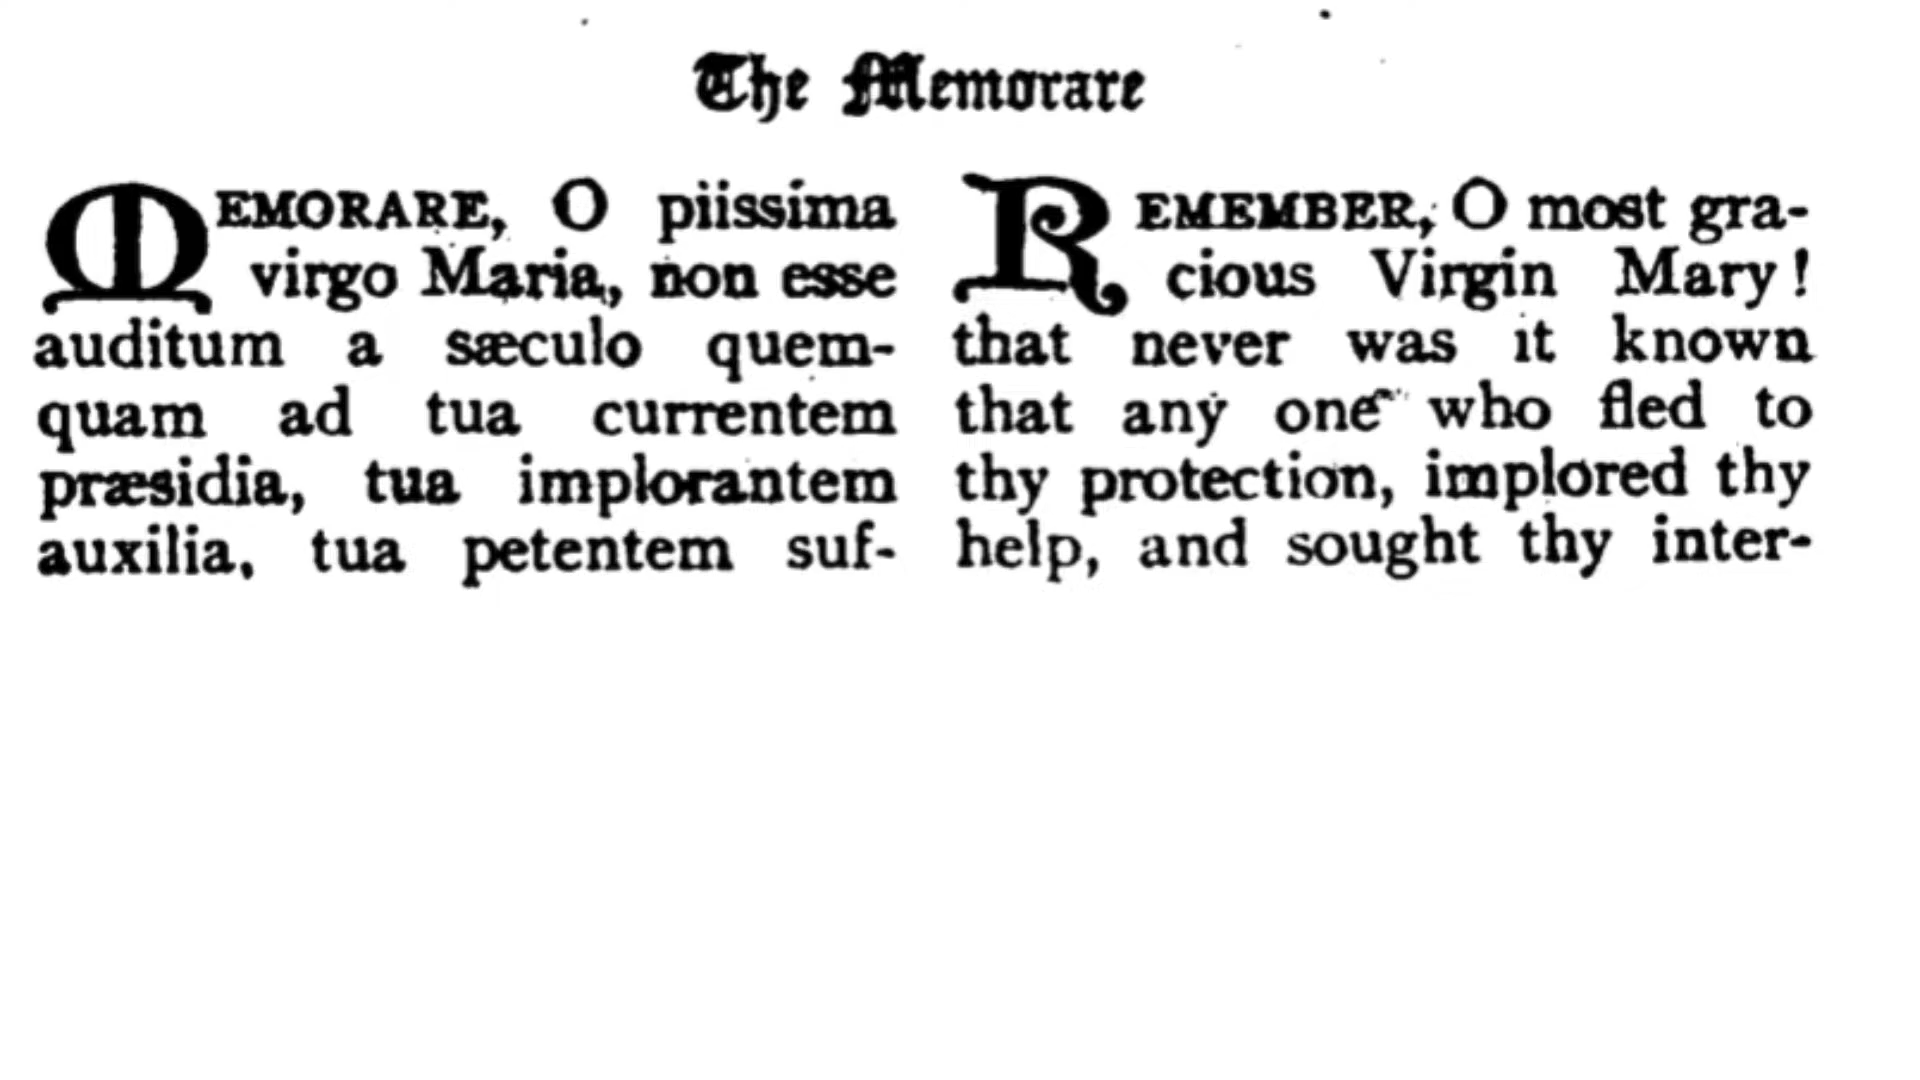 The Memorare
MEMORARE, O piissima
virgo Maria, non esse
auditum a sæculo quem-
quam ad tua currentem
præsidia, tua implorantem
auxilia, tua petentem suf-
REMEMBER, O most gra-
cious Virgin Mary!
that never was it known
that any one who fled to
thy protection, implored thy
help, and sought thy inter-